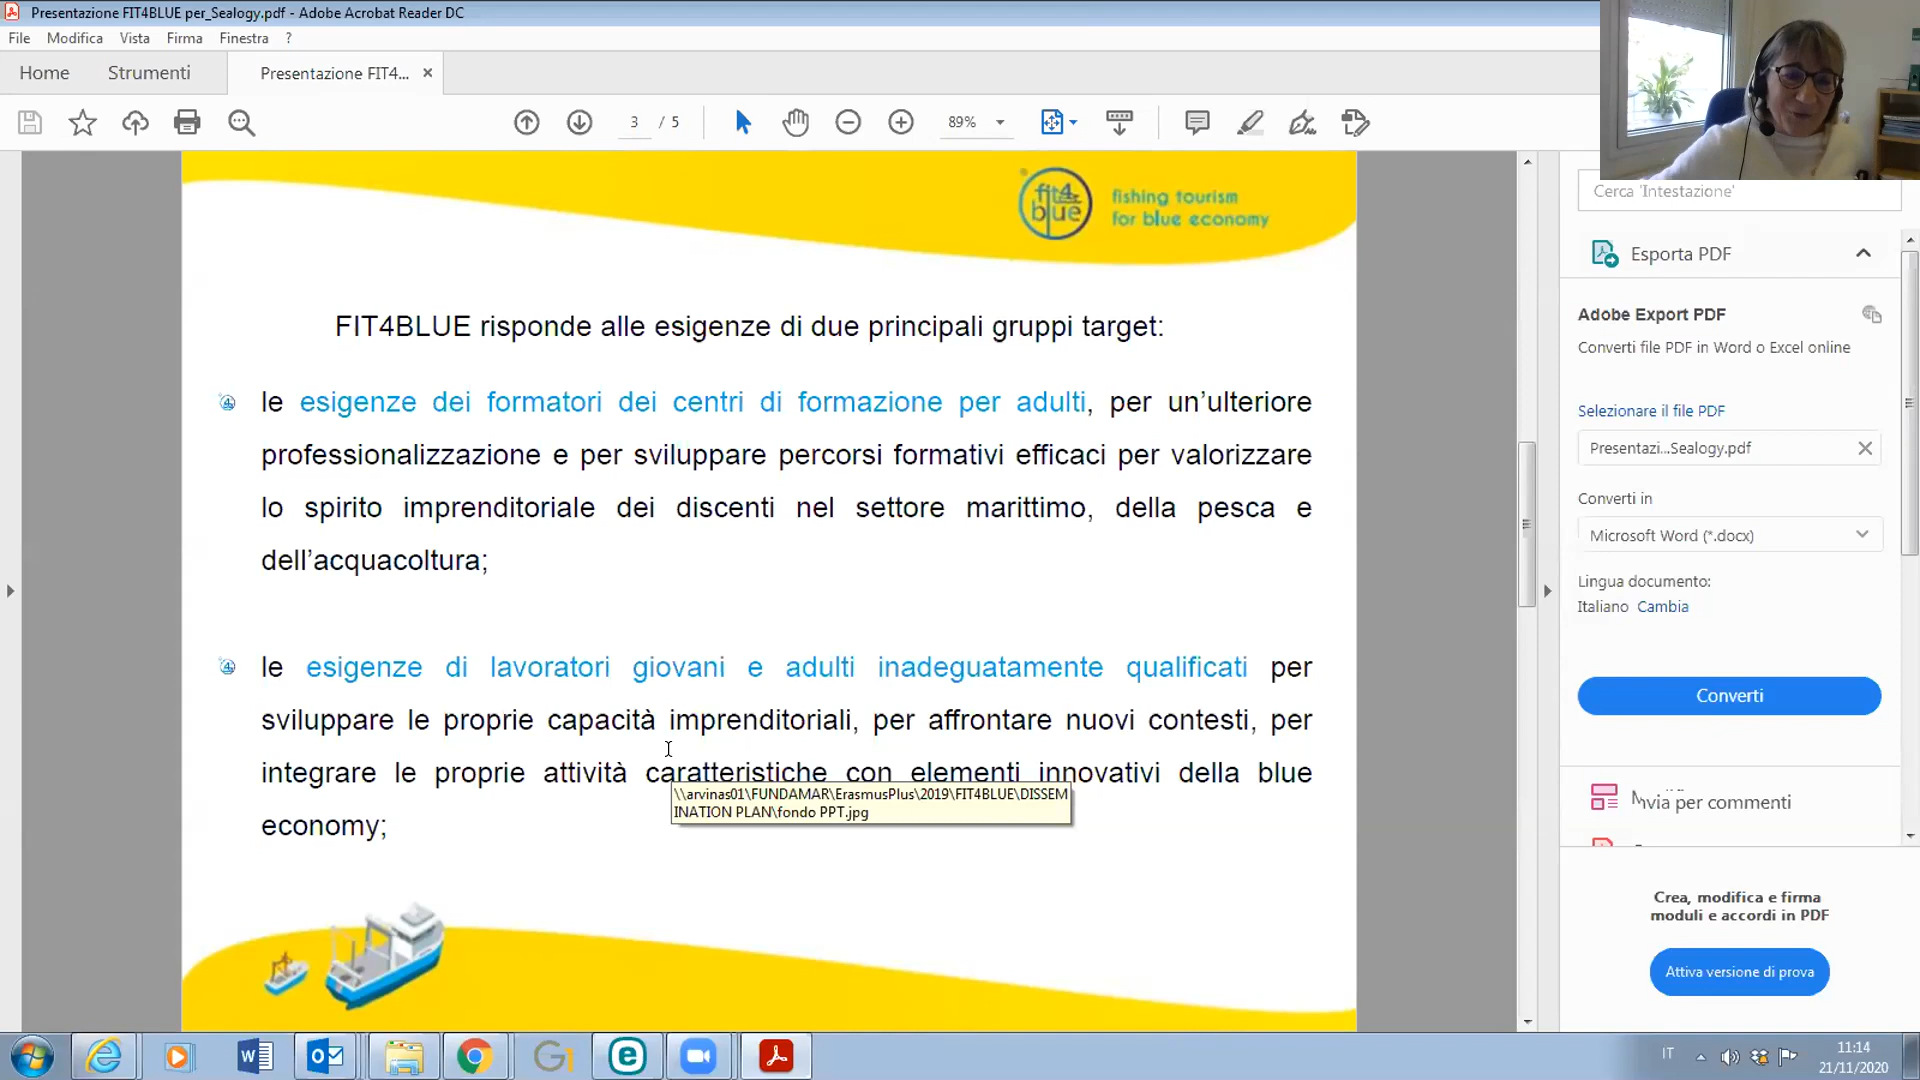 Presentazione FIT4BLUE per_Sealogy.pdf - Adobe Acrobat Reader DC
File Modifica Vista Firma Finestra ?
Home Strumenti Presentazione FIT4... ×
3 / 5 89%
Cerca 'Intestazione'
fit4
blue
fishing tourism
for blue economy
FIT4BLUE risponde alle esigenze di due principali gruppi target:
le esigenze dei formatori dei centri di formazione per adulti, per un’ulteriore
professionalizzazione e per sviluppare percorsi formativi efficaci per valorizzare
lo spirito imprenditoriale dei discenti nel settore marittimo, della pesca e
dell’acquacoltura;
le esigenze di lavoratori giovani e adulti inadeguatamente qualificati per
sviluppare le proprie capacità imprenditoriali, per affrontare nuovi contesti, per
integrare le proprie attività caratteristiche con elementi innovativi della blue
economy;
\\arvinas01\FUNDAMAR\ErasmusPlus\2019\FIT4BLUE\DISSEM
INATION PLAN\fondo PPT.jpg
Esporta PDF
Adobe Export PDF
Converti file PDF in Word o Excel online
Selezionare il file PDF
Presentazi...Sealogy.pdf
Converti in
Microsoft Word (*.docx)
Lingua documento:
Italiano Cambia
Converti
Invia per commenti
Crea, modifica e firma
moduli e accordi in PDF
Attiva versione di prova
IT
11:14
21/11/2020